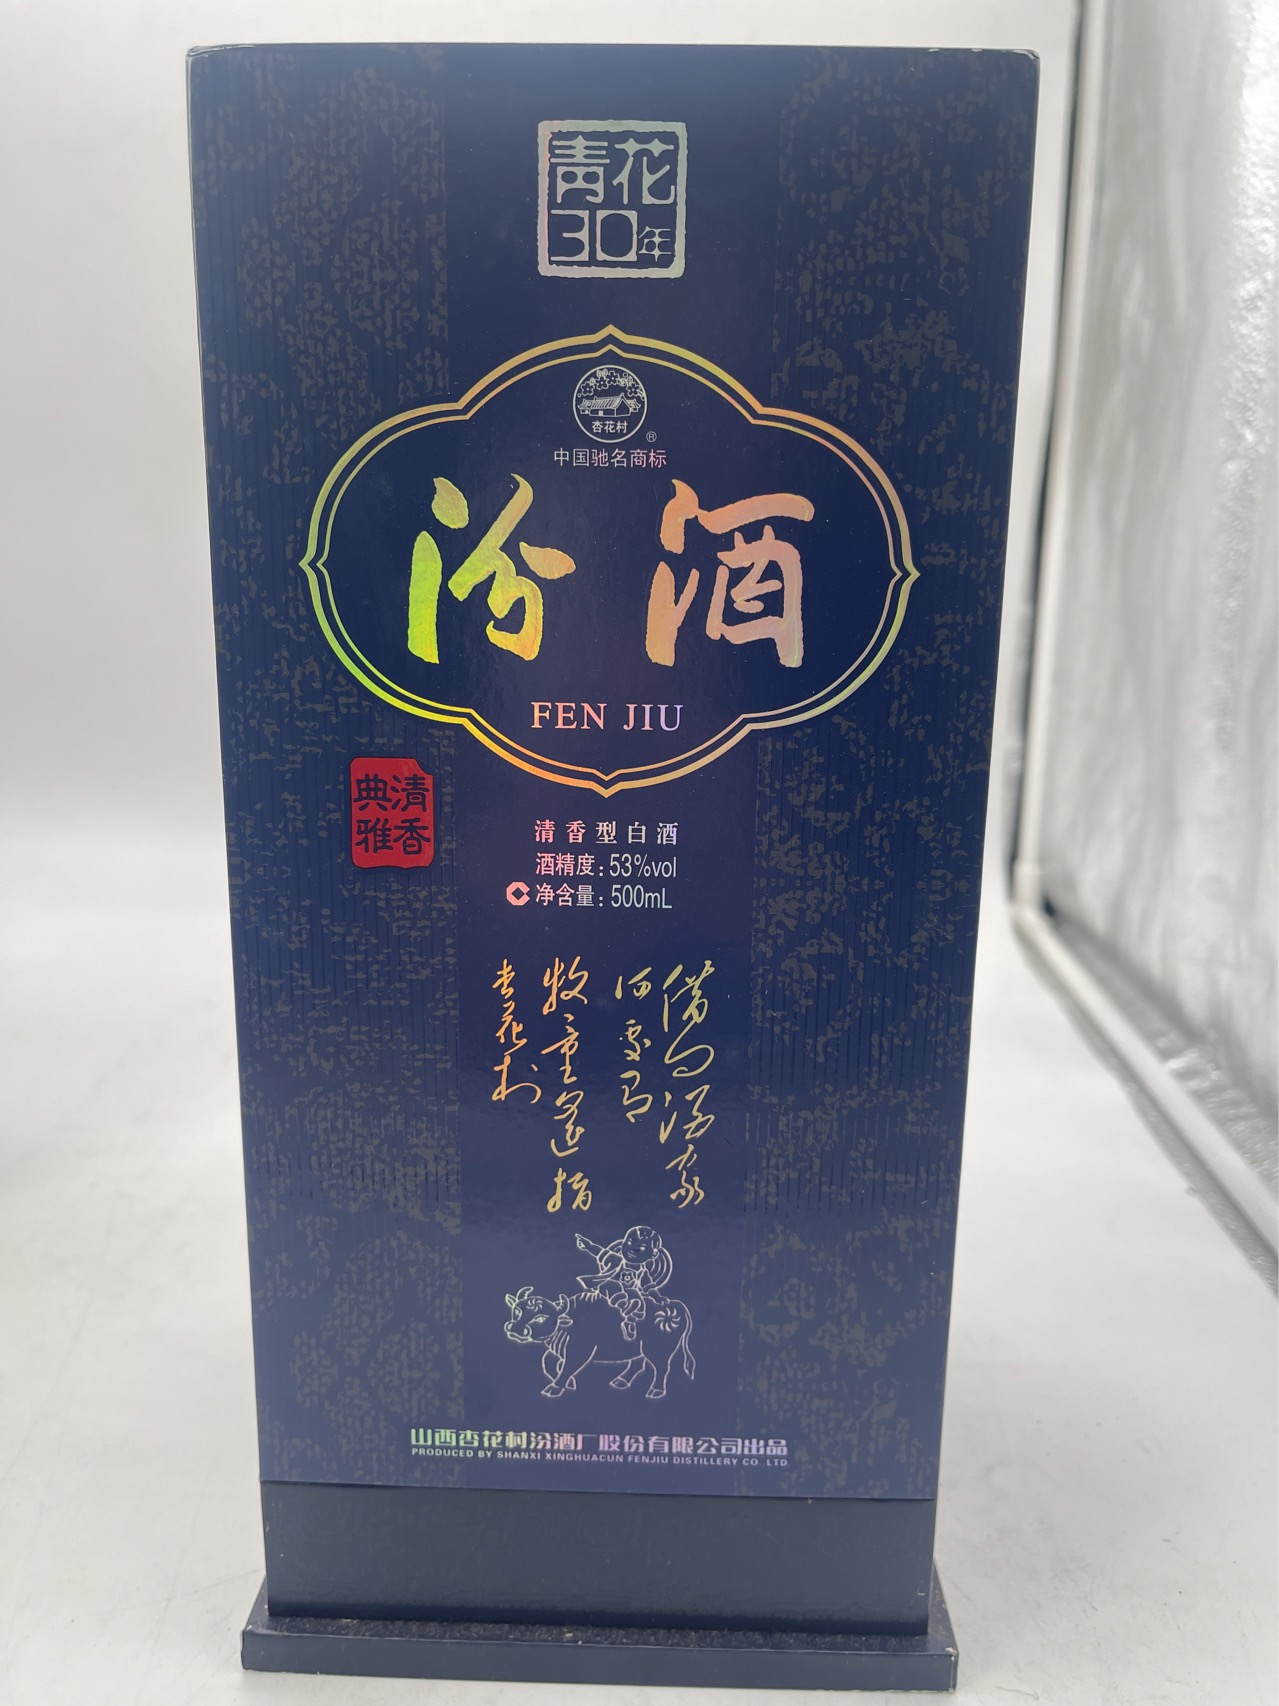 青花
30年
杏花村
®
中国驰名商标
汾酒
FEN JIU
清香
典雅
清香型白酒
酒精度：53%vol
净含量：500mL
借问酒家
何处有
牧童遥指
杏花村
山西杏花村汾酒厂股份有限公司出品
PRODUCED BY SHANXI XINGHUACUN FENJIU DISTILLERY CO .LTD